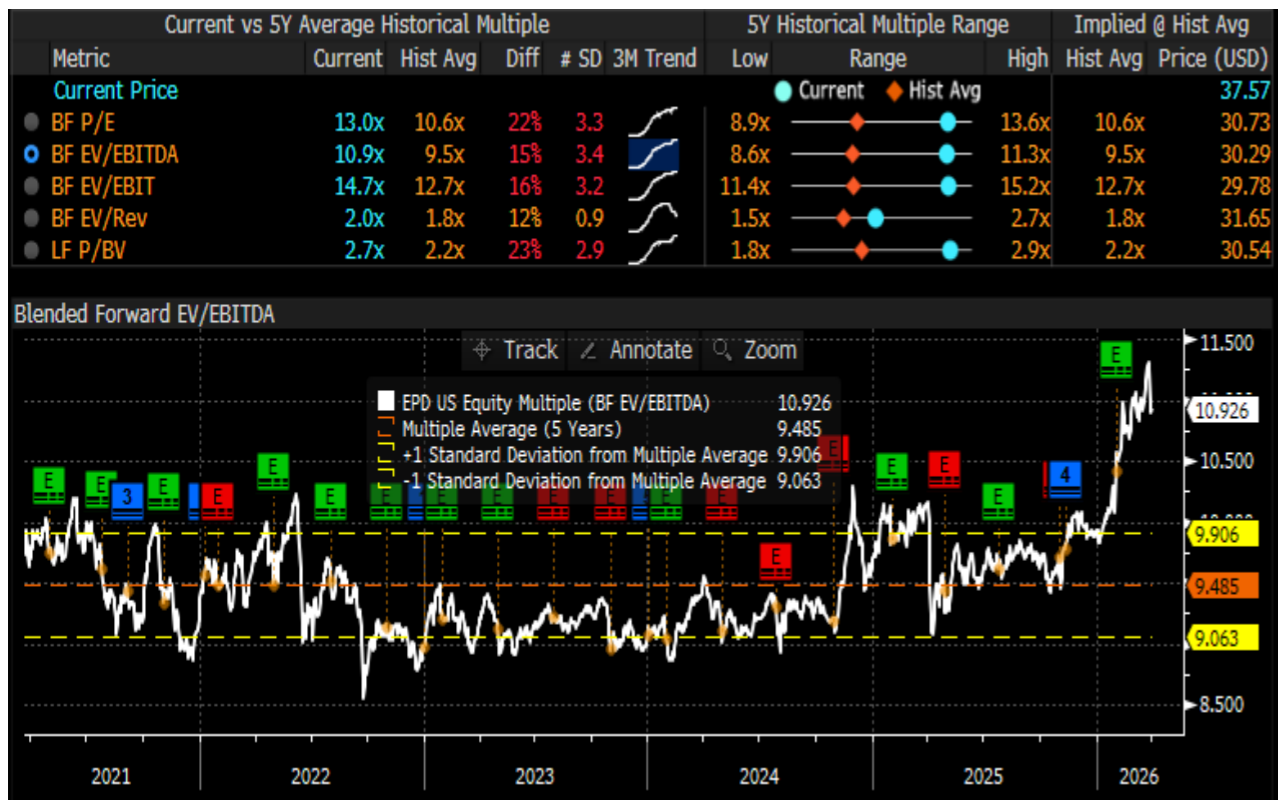 Current vs 5Y Average Historical Multiple 5Y Historical Multiple Range Implied @ Hist Avg
Metric Current Hist Avg Diff # SD 3M Trend Low Range High Hist Avg Price (USD)
Current Price Current Hist Avg 37.57
BF P/E 13.0x 10.6x 22% 3.3 8.9x 13.6x 10.6x 30.73
BF EV/EBITDA 10.9x 9.5x 15% 3.4 8.6x 11.3x 9.5x 30.29
BF EV/EBIT 14.7x 12.7x 16% 3.2 11.4x 15.2x 12.7x 29.78
BF EV/Rev 2.0x 1.8x 12% 0.9 1.5x 2.7x 1.8x 31.65
LF P/BV 2.7x 2.2x 23% 2.9 1.8x 2.9x 2.2x 30.54
Blended Forward EV/EBITDA
Track Annotate Zoom
11.500
E
EPD US Equity Multiple (BF EV/EBITDA) 10.926
10.926
Multiple Average (5 Years) 9.485
+1 Standard Deviation from Multiple Average 9.906
-1 Standard Deviation from Multiple Average 9.063
10.500
E E 3 E E E E E E E E E E E E E E E E 4
E
9.906
9.485
9.063
8.500
2021 2022 2023 2024 2025 2026